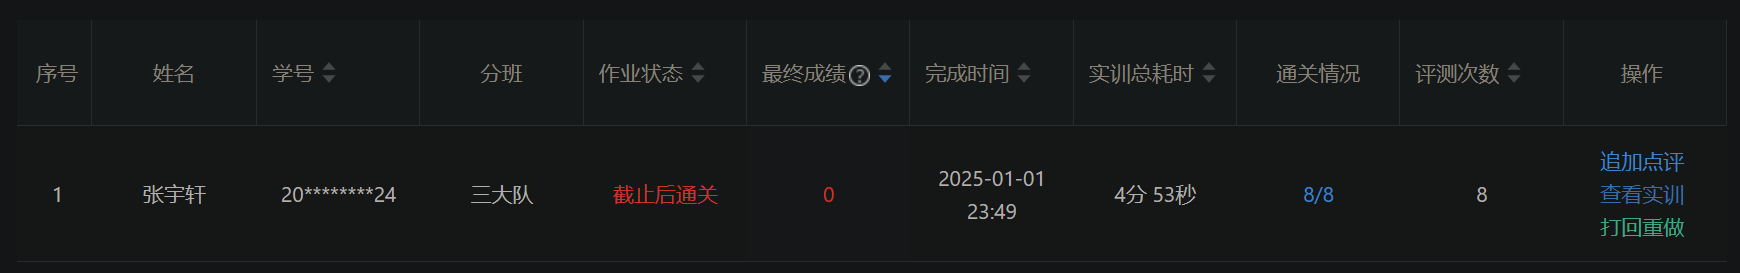 序号 姓名 学号 分班 作业状态 最终成绩? 完成时间 实训总耗时 通关情况 评测次数 操作
1 张宇轩 20********24 三大队 截止后通关 0 2025-01-01 23:49 4分 53秒 8/8 8 追加点评
查看实训
打回重做